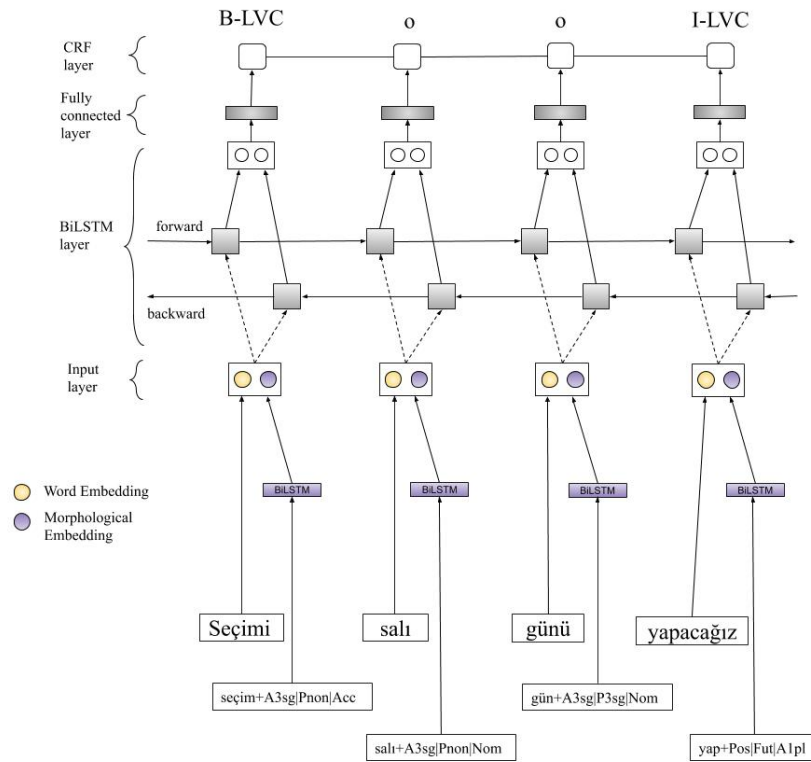 B-LVC o o I-LVC
CRF
layer
Fully
connected
layer
BiLSTM
layer
forward
backward
Input
layer
Word Embedding
Morphological
Embedding
BiLSTM BiLSTM BiLSTM BiLSTM
Seçimi salı günü yapacağız
seçim+A3sg|Pnon|Acc gün+A3sg|P3sg|Nom
salı+A3sg|Pnon|Nom yap+Pos|Fut|A1pl